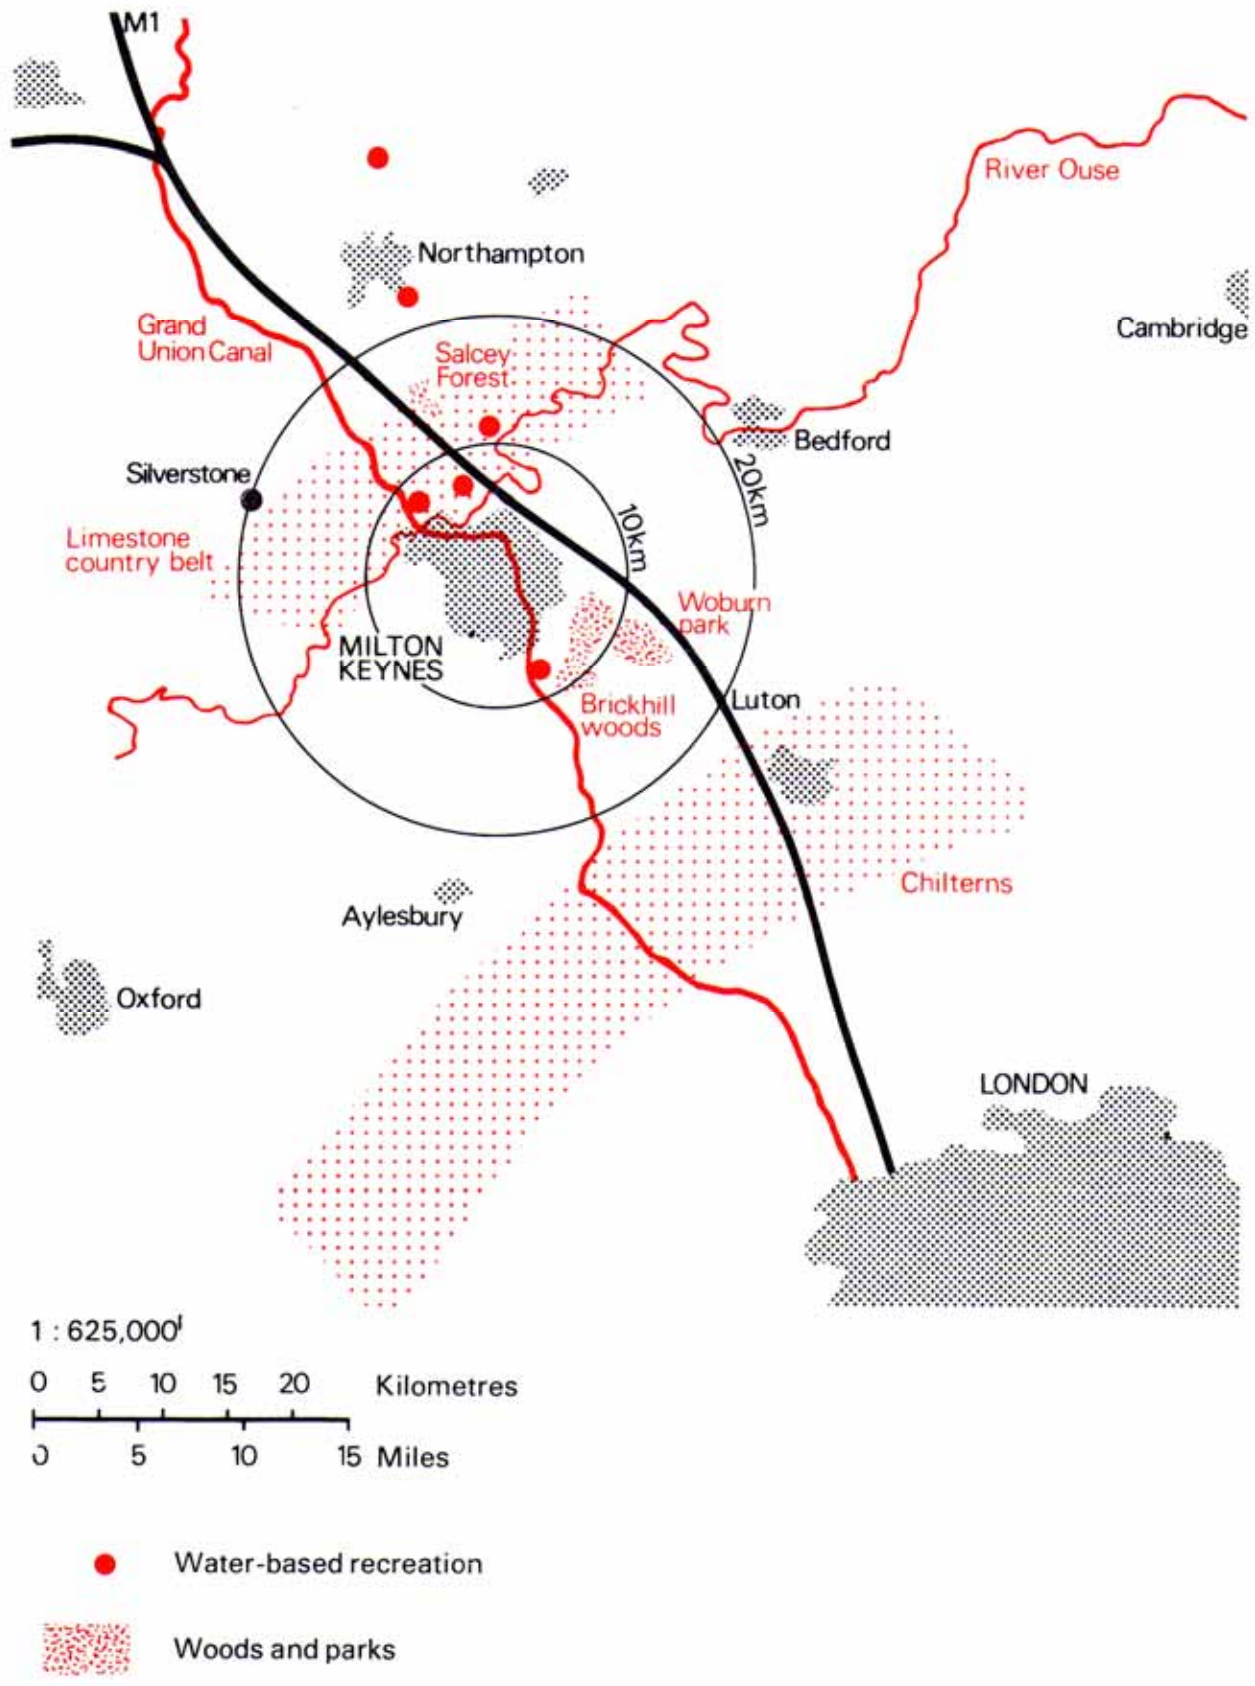 M1
River Ouse
Northampton
Cambridge
Grand
Union Canal
Salcey
Forest
Bedford
Silverstone
20km
10km
Limestone
country belt
Woburn
park
MILTON
KEYNES
Brickhill
woods
Luton
Chilterns
Aylesbury
Oxford
LONDON
1 : 625,000
0 5 10 15 20 Kilometres
0 5 10 15 Miles
Water-based recreation
Woods and parks